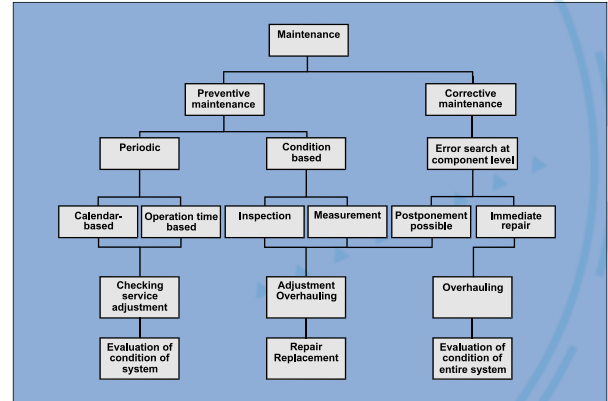 Maintenance
Preventive
maintenance
Corrective
maintenance
Periodic
Condition
based
Error search at
component level
Calendar-
based
Operation time
based
Inspection
Measurement
Postponement
possible
Immediate
repair
Checking
service
adjustment
Adjustment
Overhauling
Overhauling
Evaluation of
condition of
system
Repair
Replacement
Evaluation of
condition of
entire system